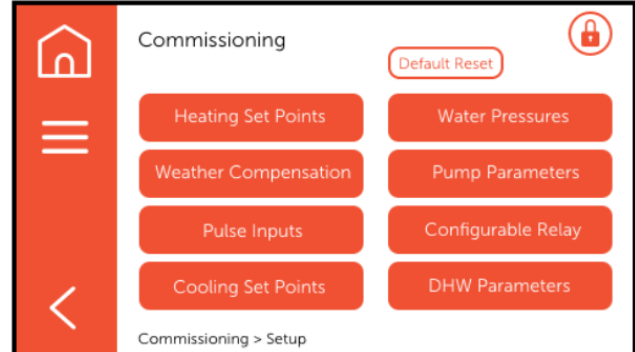 Commissioning
Default Reset
Heating Set Points
Water Pressures
Weather Compensation
Pump Parameters
Pulse Inputs
Configurable Relay
Cooling Set Points
DHW Parameters
Commissioning > Setup